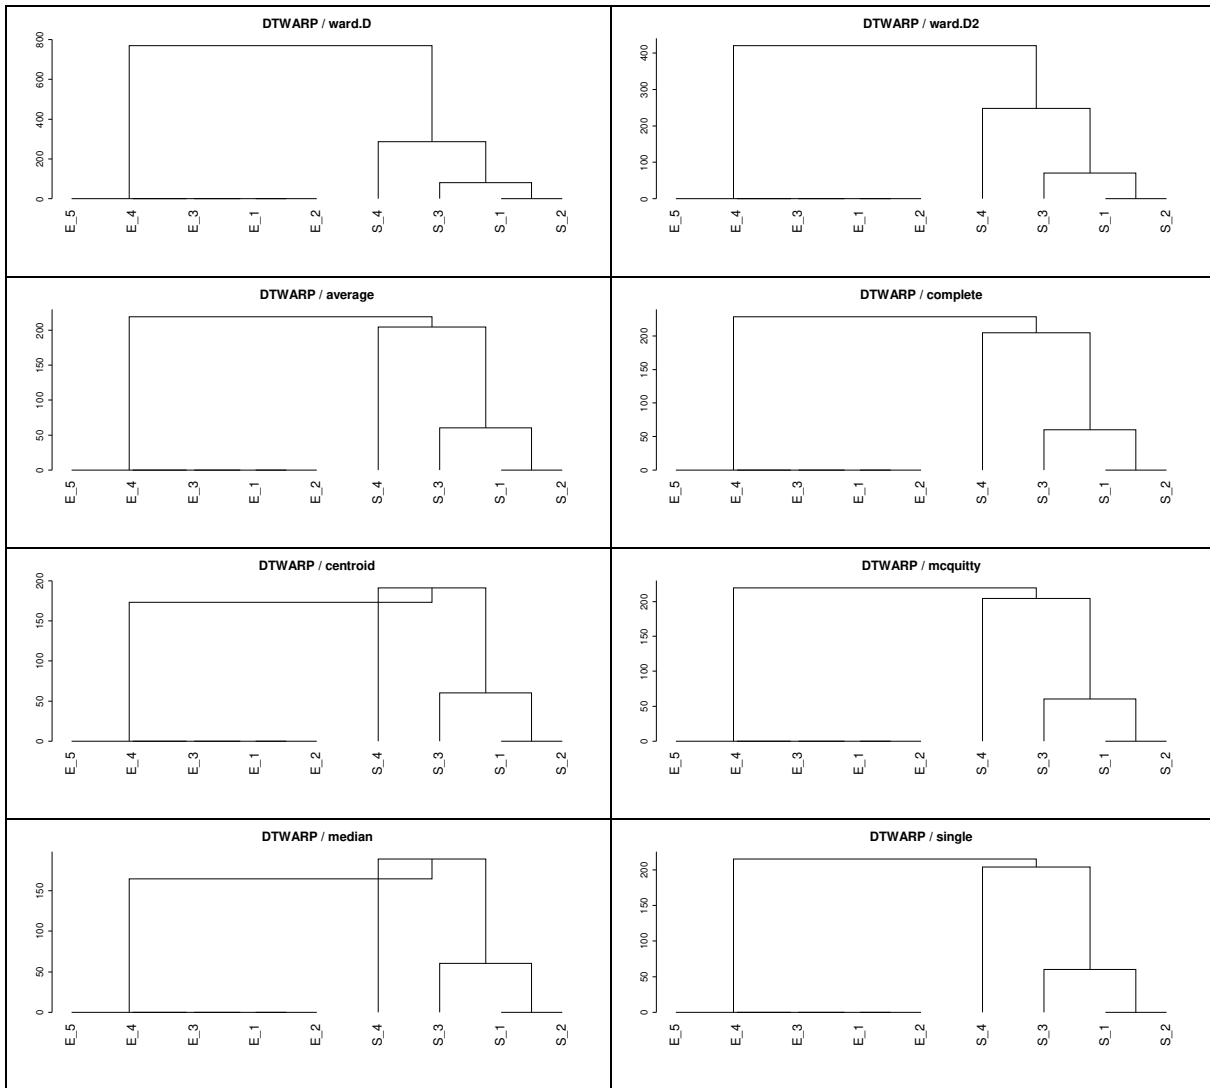 DTWARP / ward.D
800
600
400
200
0
E_5
E_4
E_3
E_1
E_2
S_4
S_3
S_1
S_2
DTWARP / ward.D2
400
300
200
100
0
E_5
E_4
E_3
E_1
E_2
S_4
S_3
S_1
S_2
DTWARP / average
200
150
100
50
0
E_5
E_4
E_3
E_1
E_2
S_4
S_3
S_1
S_2
DTWARP / complete
200
150
100
50
0
E_5
E_4
E_3
E_1
E_2
S_4
S_3
S_1
S_2
DTWARP / centroid
200
150
100
50
0
E_5
E_4
E_3
E_1
E_2
S_4
S_3
S_1
S_2
DTWARP / mcquitty
200
150
100
50
0
E_5
E_4
E_3
E_1
E_2
S_4
S_3
S_1
S_2
DTWARP / median
150
100
50
0
E_5
E_4
E_3
E_1
E_2
S_4
S_3
S_1
S_2
DTWARP / single
200
150
100
50
0
E_5
E_4
E_3
E_1
E_2
S_4
S_3
S_1
S_2